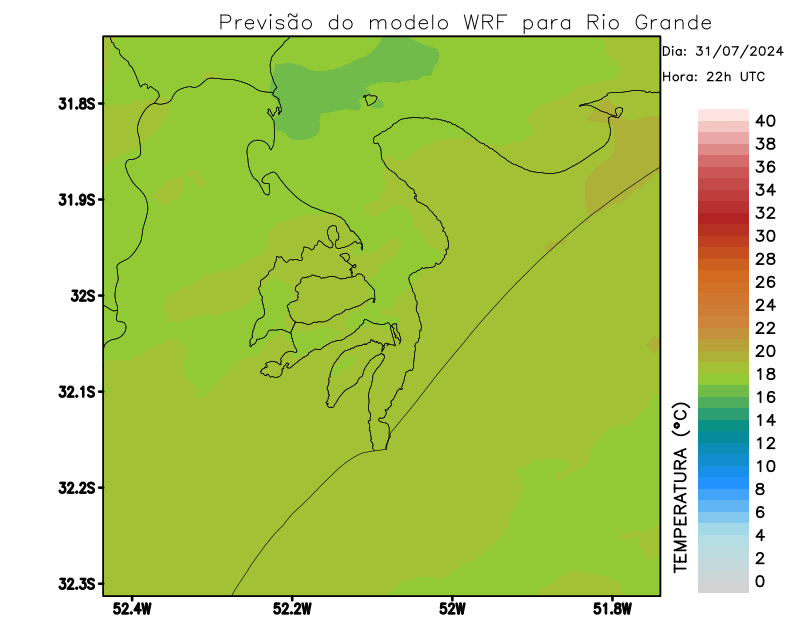 Previsão do modelo WRF para Rio Grande
Dia: 31/07/2024
Hora: 22h UTC
31.8S
31.9S
32S
32.1S
32.2S
32.3S
52.4W
52.2W
52W
51.8W
TEMPERATURA (°C)
40
38
36
34
32
30
28
26
24
22
20
18
16
14
12
10
8
6
4
2
0